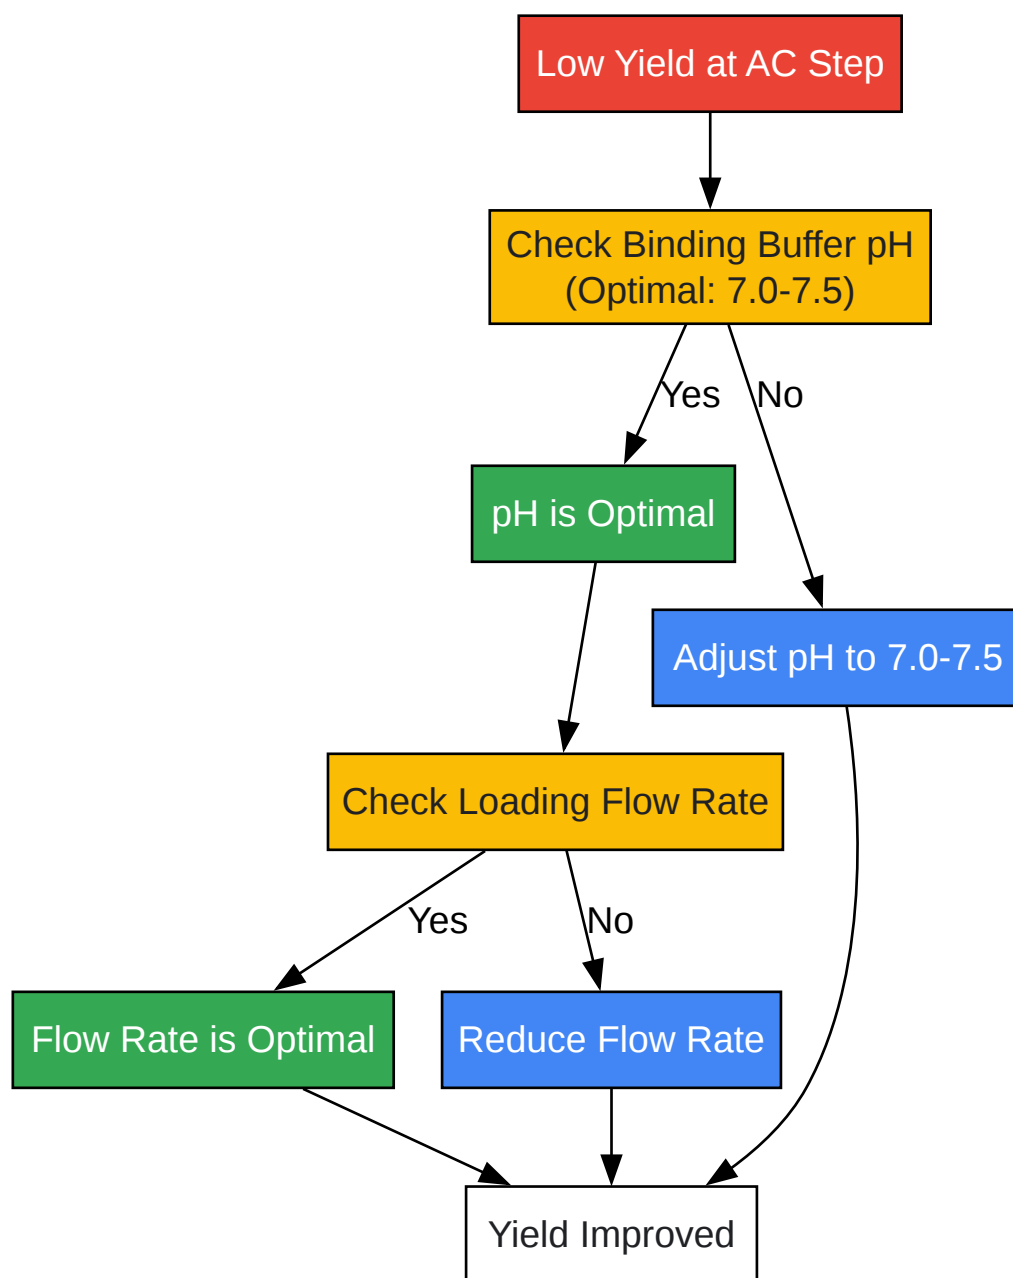 Low Yield at AC Step
Check Binding Buffer pH
(Optimal: 7.0-7.5)
Yes
No
pH is Optimal
Adjust pH to 7.0-7.5
Check Loading Flow Rate
Yes
No
Flow Rate is Optimal
Reduce Flow Rate
Yield Improved